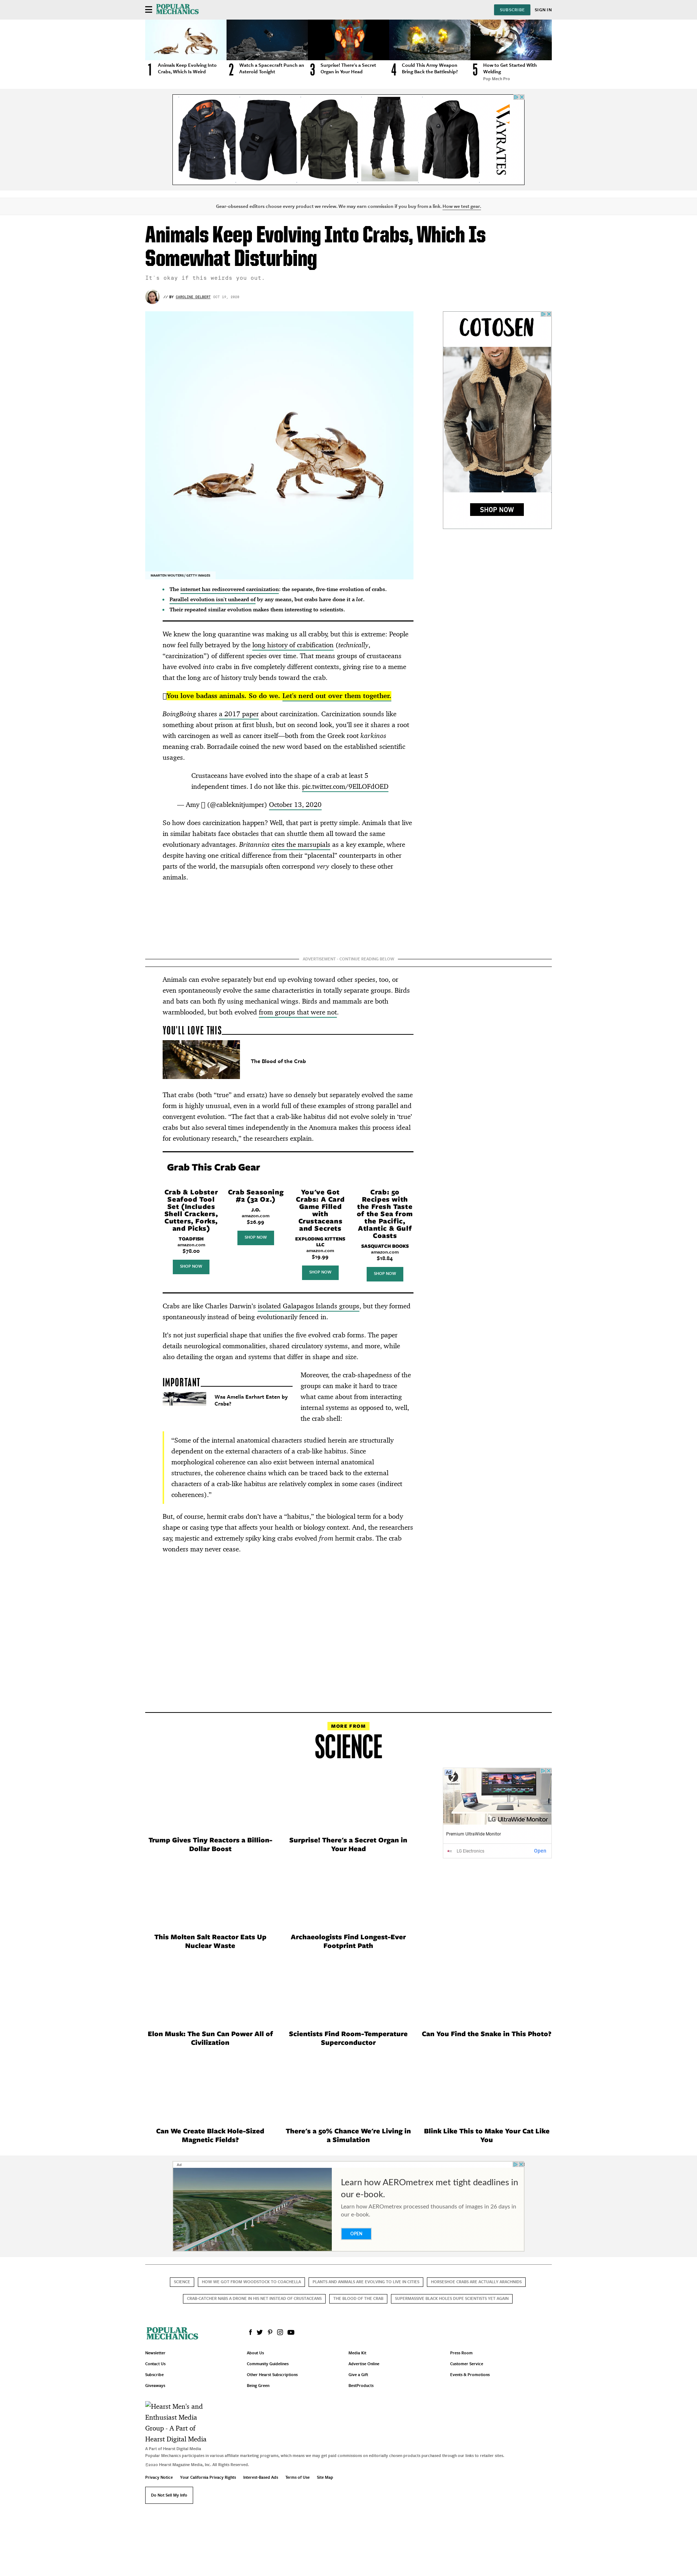 POPULAR
MECHANICS
SUBSCRIBE
SIGN IN
1 Animals Keep Evolving Into
Crabs, Which Is Weird
2 Watch a Spacecraft Punch an
Asteroid Tonight
3 Surprise! There's a Secret
Organ in Your Head
4 Could This Army Weapon
Bring Back the Battleship?
5 How to Get Started With
Welding
Pop Mech Pro
WAYRATES
Gear-obsessed editors choose every product we review. We may earn commission if you buy from a link. How we test gear.
Animals Keep Evolving Into Crabs, Which Is
Somewhat Disturbing
It's okay if this weirds you out.
BY CAROLINE DELBERT
COTOSEN
SHOP NOW
MAARTEN WOUTERS / GETTY IMAGES
The internet has rediscovered carcinization: the separate, five-time evolution of crabs.
Parallel evolution isn't unheard of by any means, but crabs have done it a lot.
Their repeated similar evolution makes them interesting to scientists.
We knew the long quarantine was making us all crabby, but this is extreme: People
now feel fully betrayed by the long history of crabification (technically,
“carcinization”) of different species over time. That means groups of crustaceans
have evolved into crabs in five completely different contexts, giving rise to a meme
that the long arc of history truly bends toward the crab.
You love badass animals. So do we. Let's nerd out over them together.
BoingBoing shares a 2017 paper about carcinization. Carcinization sounds like
something about prison at first blush, but on second look, you'll see it shares a root
with carcinogen as well as cancer itself—both from the Greek root karkinos
meaning crab. Borradaile coined the new word based on the established scientific
usages.
Crustaceans have evolved into the shape of a crab at least 5
independent times. I do not like this. pic.twitter.com/9EILOFdOED
— Amy (@cableknitjumper) October 13, 2020
So how does carcinization happen? Well, that part is pretty simple. Animals that live
in similar habitats face obstacles that can shuttle them all toward the same
evolutionary advantages. Britannica cites the marsupials as a key example, where
despite having one critical difference from their “placental” counterparts in other
parts of the world, the marsupials often correspond very closely to these other
animals.
ADVERTISEMENT - CONTINUE READING BELOW
Animals can evolve separately but end up evolving toward other species, too, or
even spontaneously evolve the same characteristics in totally separate groups. Birds
and bats can both fly using mechanical wings. Birds and mammals are both
warmblooded, but both evolved from groups that were not.
YOU'LL LOVE THIS
The Blood of the Crab
That crabs (both “true” and ersatz) have so densely but separately evolved the same
form is highly unusual, even in a world full of these examples of strong parallel and
convergent evolution. “The fact that a crab-like habitus did not evolve solely in ‘true’
crabs but also several times independently in the Anomura makes this process ideal
for evolutionary research,” the researchers explain.
Grab This Crab Gear
Crab & Lobster
Seafood Tool
Set (Includes
Shell Crackers,
Cutters, Forks,
and Picks)
TOADFISH
amazon.com
$76.00
SHOP NOW
Crab Seasoning
#2 (32 Oz.)
J.O.
amazon.com
$26.99
SHOP NOW
You've Got
Crabs: A Card
Game Filled
with
Crustaceans
and Secrets
EXPLODING KITTENS
LLC
amazon.com
$19.99
SHOP NOW
Crab: 50
Recipes with
the Fresh Taste
of the Sea from
the Pacific,
Atlantic & Gulf
Coasts
SASQUATCH BOOKS
amazon.com
$18.84
SHOP NOW
Crabs are like Charles Darwin's isolated Galapagos Islands groups, but they formed
spontaneously instead of being evolutionarily fenced in.
It's not just superficial shape that unifies the five evolved crab forms. The paper
details neurological commonalities, shared circulatory systems, and more, while
also detailing the organ and systems that differ in shape and size.
IMPORTANT
Was Amelia Earhart Eaten by
Crabs?
Moreover, the crab-shapedness of the
groups can make it hard to trace
what came about from interacting
internal systems as opposed to, well,
the crab shell:
“Some of the internal anatomical characters studied herein are structurally
dependent on the external characters of a crab-like habitus. Since
morphological coherence can also exist between internal anatomical
structures, the coherence chains which can be traced back to the external
characters of a crab-like habitus are relatively complex in some cases (indirect
coherences).”
But, of course, hermit crabs don't have a “habitus,” the biological term for a body
shape or casing type that affects your health or biology context. And, the researchers
say, majestic and extremely spiky king crabs evolved from hermit crabs. The crab
wonders may never cease.
MORE FROM
SCIENCE
Ad
LG UltraWide Monitor
Premium UltraWide Monitor
LG Electronics
Open
Trump Gives Tiny Reactors a Billion-
Dollar Boost
Surprise! There's a Secret Organ in
Your Head
This Molten Salt Reactor Eats Up
Nuclear Waste
Archaeologists Find Longest-Ever
Footprint Path
Elon Musk: The Sun Can Power All of
Civilization
Scientists Find Room-Temperature
Superconductor
Can You Find the Snake in This Photo?
Can We Create Black Hole-Sized
Magnetic Fields?
There's a 50% Chance We're Living in
a Simulation
Blink Like This to Make Your Cat Like
You
Ad
Learn how AEROmetrex met tight deadlines in
our e-book.
Learn how AEROmetrex processed thousands of images in 26 days in
our e-book.
OPEN
SCIENCE
HOW WE GOT FROM WOODSTOCK TO COACHELLA
PLANTS AND ANIMALS ARE EVOLVING TO LIVE IN CITIES
HORSESHOE CRABS ARE ACTUALLY ARACHNIDS
CRAB CATCHER NABS A DRONE IN HIS NET INSTEAD OF CRUSTACEANS
THE BLOOD OF THE CRAB
SUPERMASSIVE BLACK HOLES DUPE SCIENTISTS YET AGAIN
POPULAR
MECHANICS
Newsletter
About Us
Media Kit
Press Room
Contact Us
Community Guidelines
Advertise Online
Customer Service
Subscribe
Other Hearst Subscriptions
Give a Gift
Events & Promotions
Giveaways
Being Green
BestProducts
Hearst Men's and
Enthusiast Media
Group - A Part of
Hearst Digital Media
A Part of Hearst Digital Media
Popular Mechanics participates in various affiliate marketing programs, which means we may get paid commissions on editorially chosen products purchased through our links to retailer sites.
©2020 Hearst Magazine Media, Inc. All Rights Reserved.
Privacy Notice
Your California Privacy Rights
Interest-Based Ads
Terms of Use
Site Map
Do Not Sell My Info